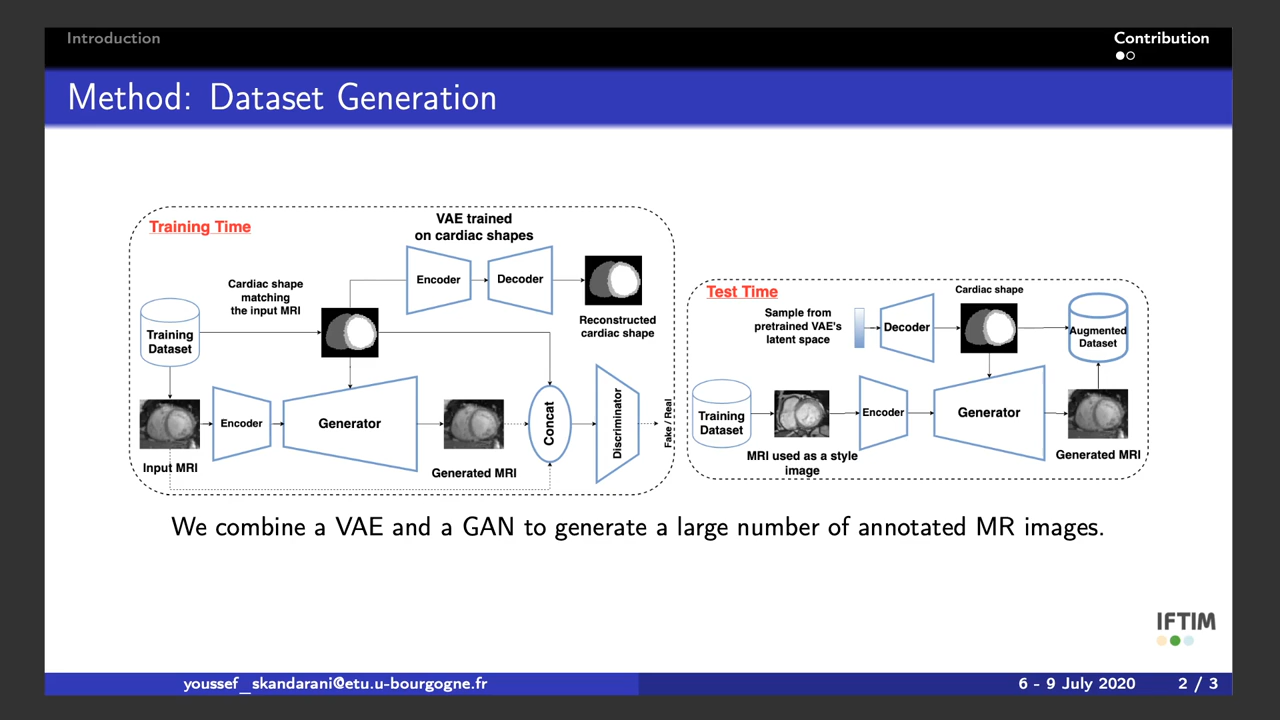 Introduction
Contribution
Method: Dataset Generation
Training Time
VAE trained
on cardiac shapes
Cardiac shape
matching
the input MRI
Encoder
Decoder
Reconstructed
cardiac shape
Training
Dataset
Encoder
Generator
Concat
Discriminator
Fake / Real
Input MRI
Generated MRI
Test Time
Cardiac shape
Sample from
pretrained VAE's
latent space
Decoder
Augmented
Dataset
Training
Dataset
Encoder
Generator
MRI used as a style
image
Generated MRI
We combine a VAE and a GAN to generate a large number of annotated MR images.
IFTIM
youssef_skandarani@etu.u-bourgogne.fr
6 - 9 July 2020
2 / 3